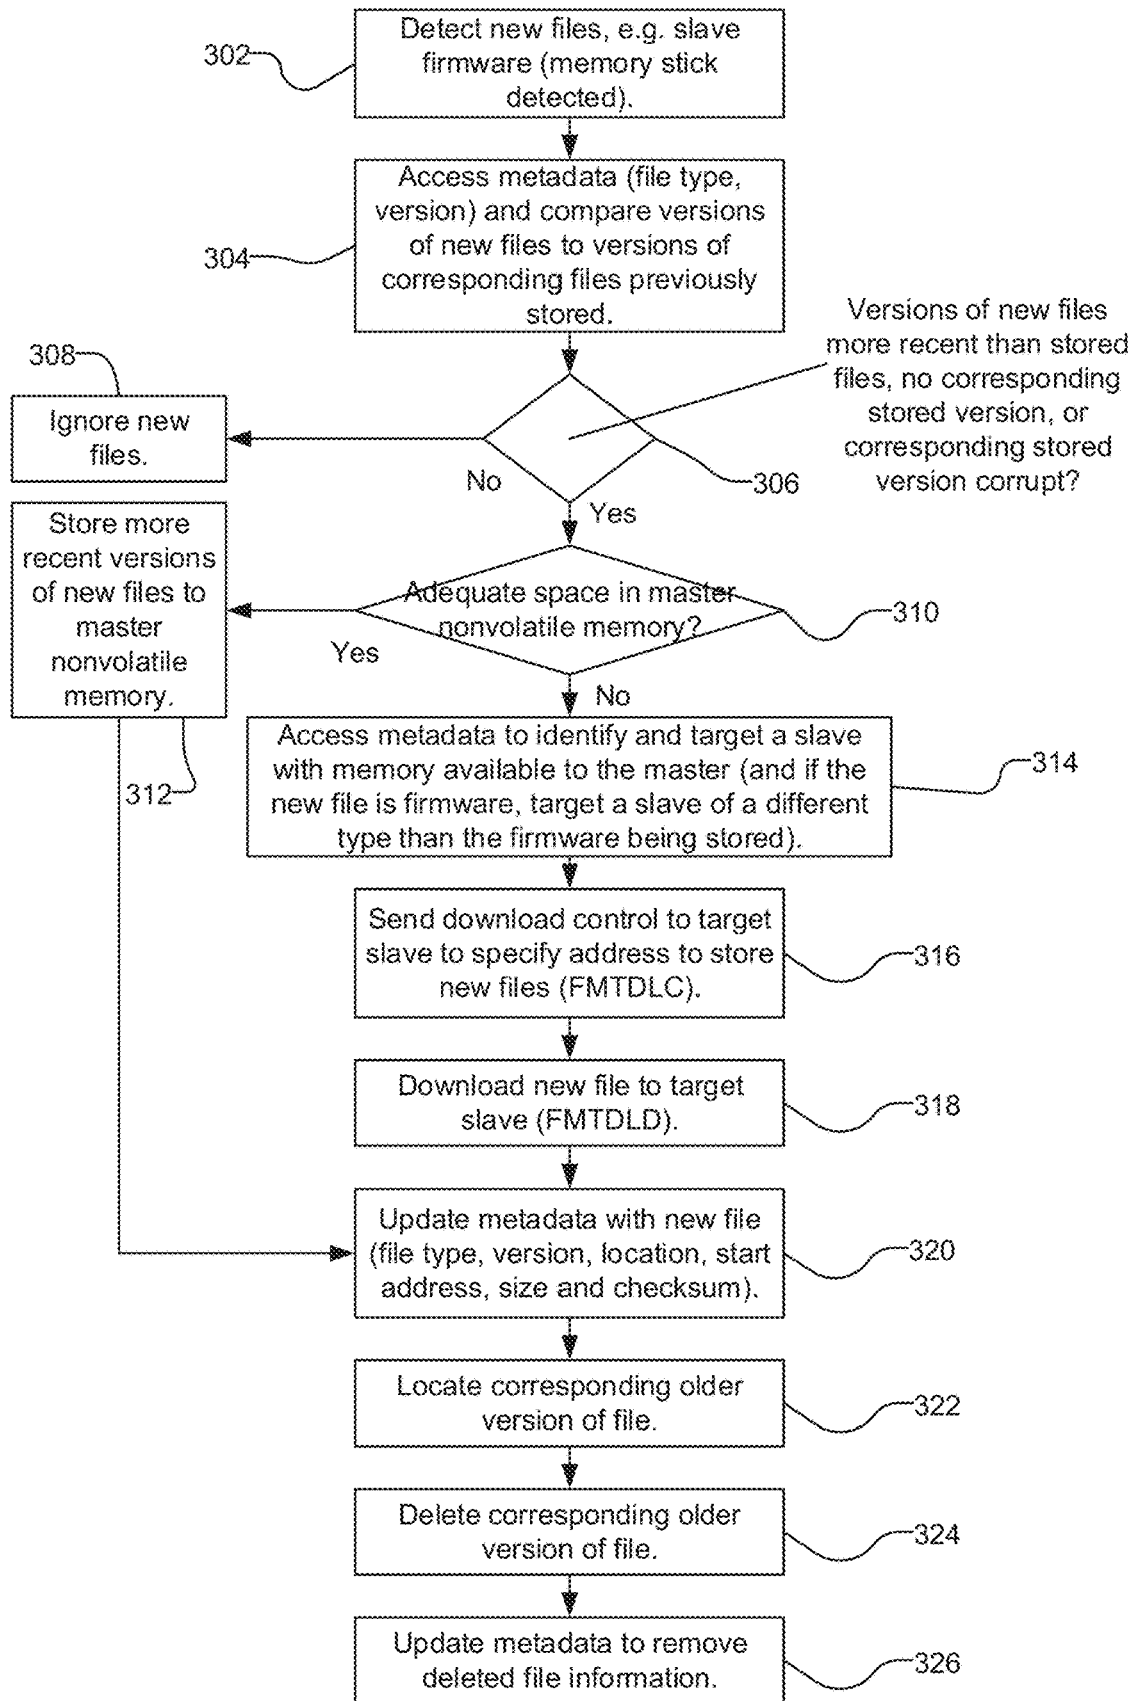 302
Detect new files, e.g. slave
firmware (memory stick
detected).
304
Access metadata (file type,
version) and compare versions
of new files to versions of
corresponding files previously
stored.
Versions of new files
more recent than stored
files, no corresponding
stored version, or
corresponding stored
version corrupt?
306
308
Ignore new
files.
No
Yes
Store more
recent versions
of new files to
master
nonvolatile
memory.
312
Adequate space in master
nonvolatile memory?
310
Yes
No
Access metadata to identify and target a slave
with memory available to the master (and if the
new file is firmware, target a slave of a different
type than the firmware being stored).
314
Send download control to target
slave to specify address to store
new files (FMTDLC).
316
Download new file to target
slave (FMTDLD).
318
Update metadata with new file
(file type, version, location, start
address, size and checksum).
320
Locate corresponding older
version of file.
322
Delete corresponding older
version of file.
324
Update metadata to remove
deleted file information.
326